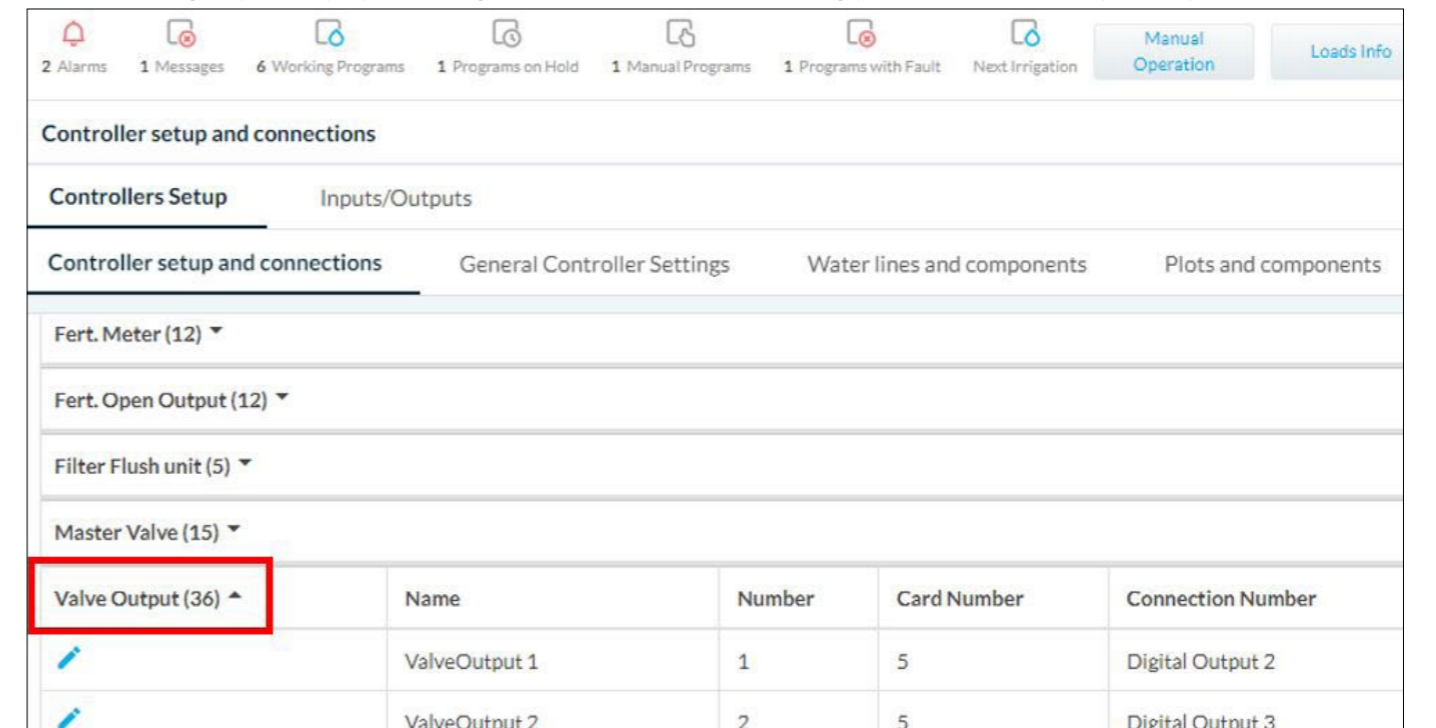 2 Alarms 1 Messages 6 Working Programs 1 Programs on Hold 1 Manual Programs 1 Programs with Fault Next Irrigation Manual Operation Loads Info
Controller setup and connections
Controllers Setup Inputs/Outputs
Controller setup and connections General Controller Settings Water lines and components Plots and components
Fert. Meter (12)
Fert. Open Output (12)
Filter Flush unit (5)
Master Valve (15)
Valve Output (36) Name Number Card Number Connection Number
ValveOutput 1 1 5 Digital Output 2
ValveOutput 2 2 5 Digital Output 3